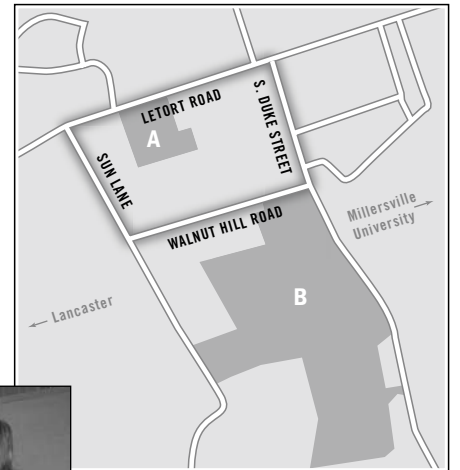 LETORT ROAD
A
S. DUKE STREET
SUN LANE
WALNUT HILL ROAD
Millersville
University
B
Lancaster